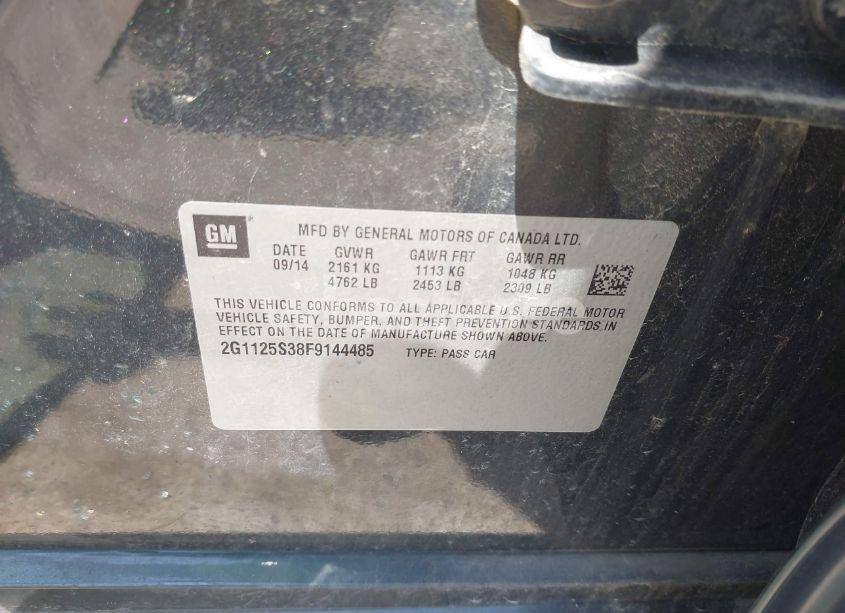 GM
MFD BY GENERAL MOTORS OF CANADA LTD.
DATE GVWR GAWR FRT GAWR RR
09/14 2161 KG 1113 KG 1048 KG
4762 LB 2453 LB 2309 LB
THIS VEHICLE CONFORMS TO ALL APPLICABLE U.S. FEDERAL MOTOR
VEHICLE SAFETY, BUMPER, AND THEFT PREVENTION STANDARDS IN
EFFECT ON THE DATE OF MANUFACTURE SHOWN ABOVE.
2G1125S38F9144485 TYPE: PASS CAR